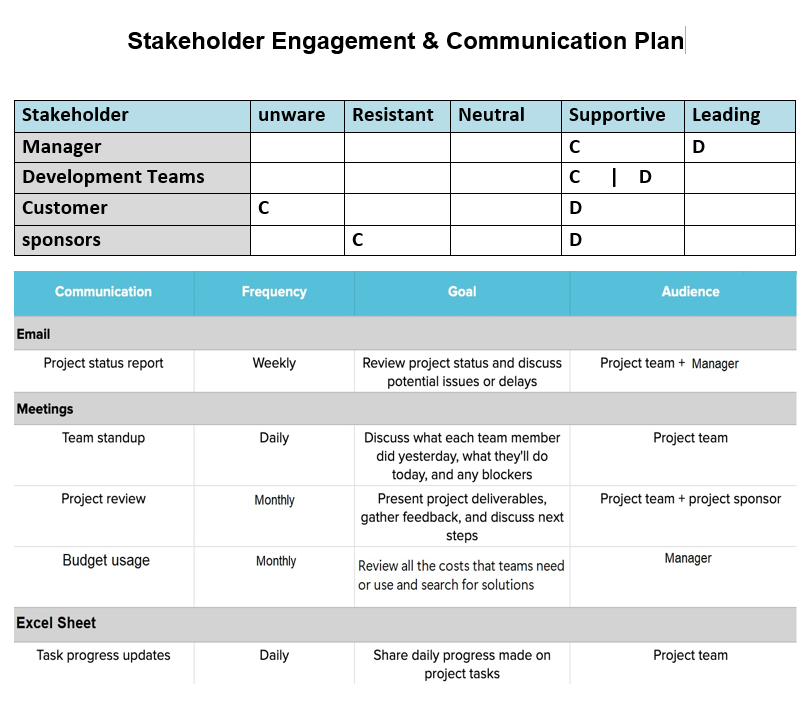 Stakeholder Engagement & Communication Plan
Stakeholder unware Resistant Neutral Supportive Leading
Manager C D
Development Teams C | D
Customer C D
sponsors C D
Communication Frequency Goal Audience
Email
Project status report Weekly Review project status and discuss Project team + Manager
potential issues or delays
Meetings
Team standup Daily Discuss what each team member Project team
did yesterday, what they'll do
today, and any blockers
Project review Monthly Present project deliverables, Project team + project sponsor
gather feedback, and discuss next
steps
Budget usage Monthly Review all the costs that teams need Manager
or use and search for solutions
Excel Sheet
Task progress updates Daily Share daily progress made on Project team
project tasks